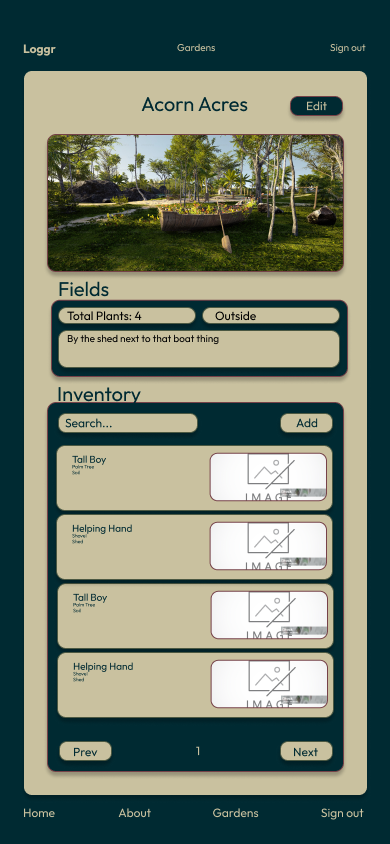 Loggr
Gardens
Sign out
Acorn Acres
Edit
Fields
Total Plants: 4
Outside
By the shed next to that boat thing
Inventory
Search...
Add
Tall Boy
Palm Tree
Soil
IMAGE
Helping Hand
Shovel
Shed
IMAGE
Tall Boy
Palm Tree
Soil
IMAGE
Helping Hand
Shovel
Shed
IMAGE
Prev
1
Next
Home
About
Gardens
Sign out